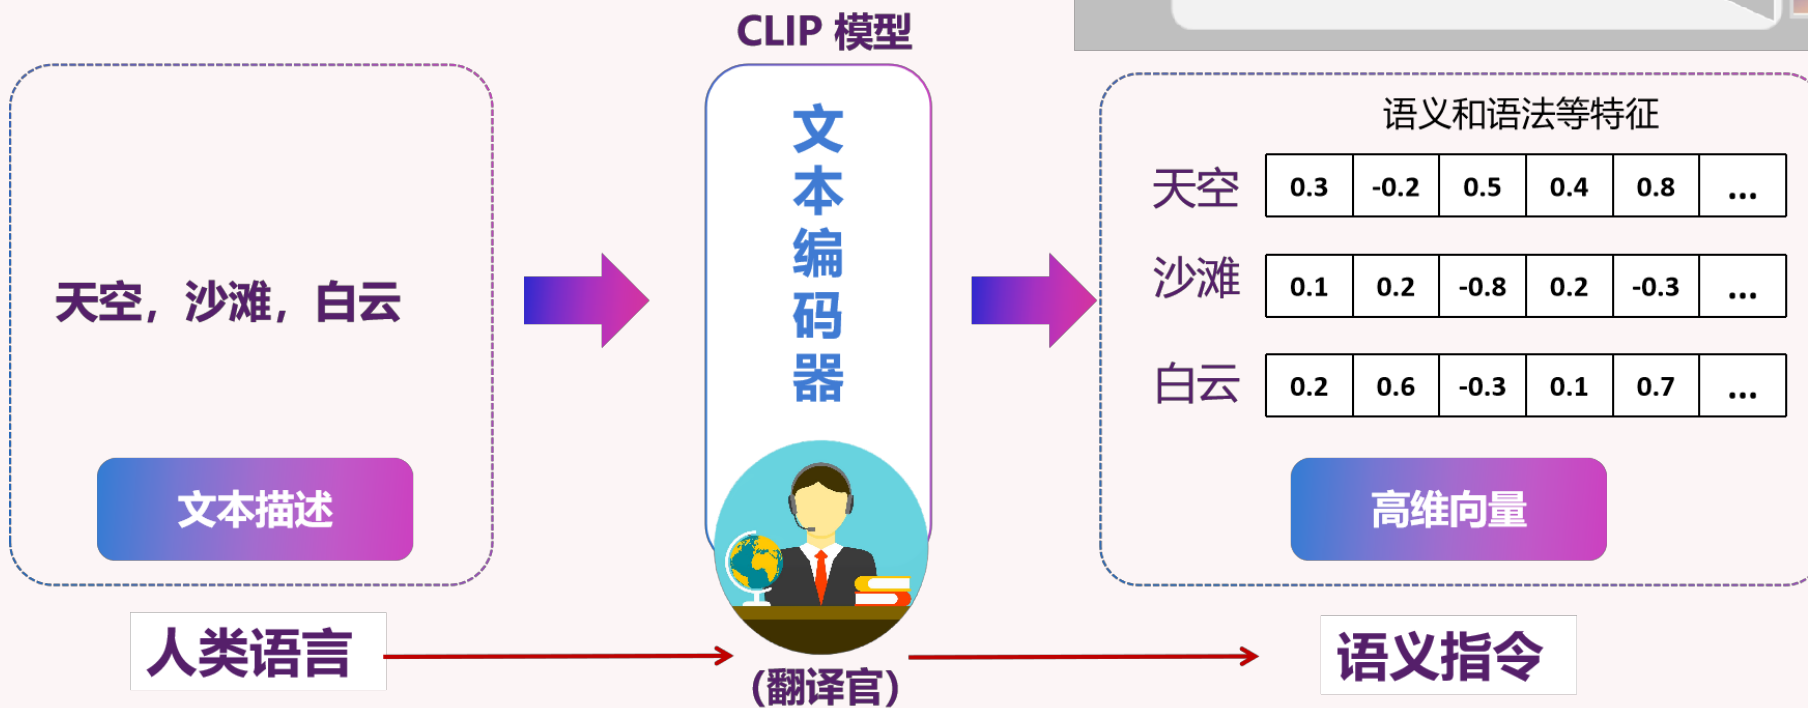 CLIP 模型
天空，沙滩，白云
文本描述
文
本
编
码
器
语义和语法等特征
天空 0.3 -0.2 0.5 0.4 0.8 ...
沙滩 0.1 0.2 -0.8 0.2 -0.3 ...
白云 0.2 0.6 -0.3 0.1 0.7 ...
高维向量
人类语言
(翻译官)
语义指令